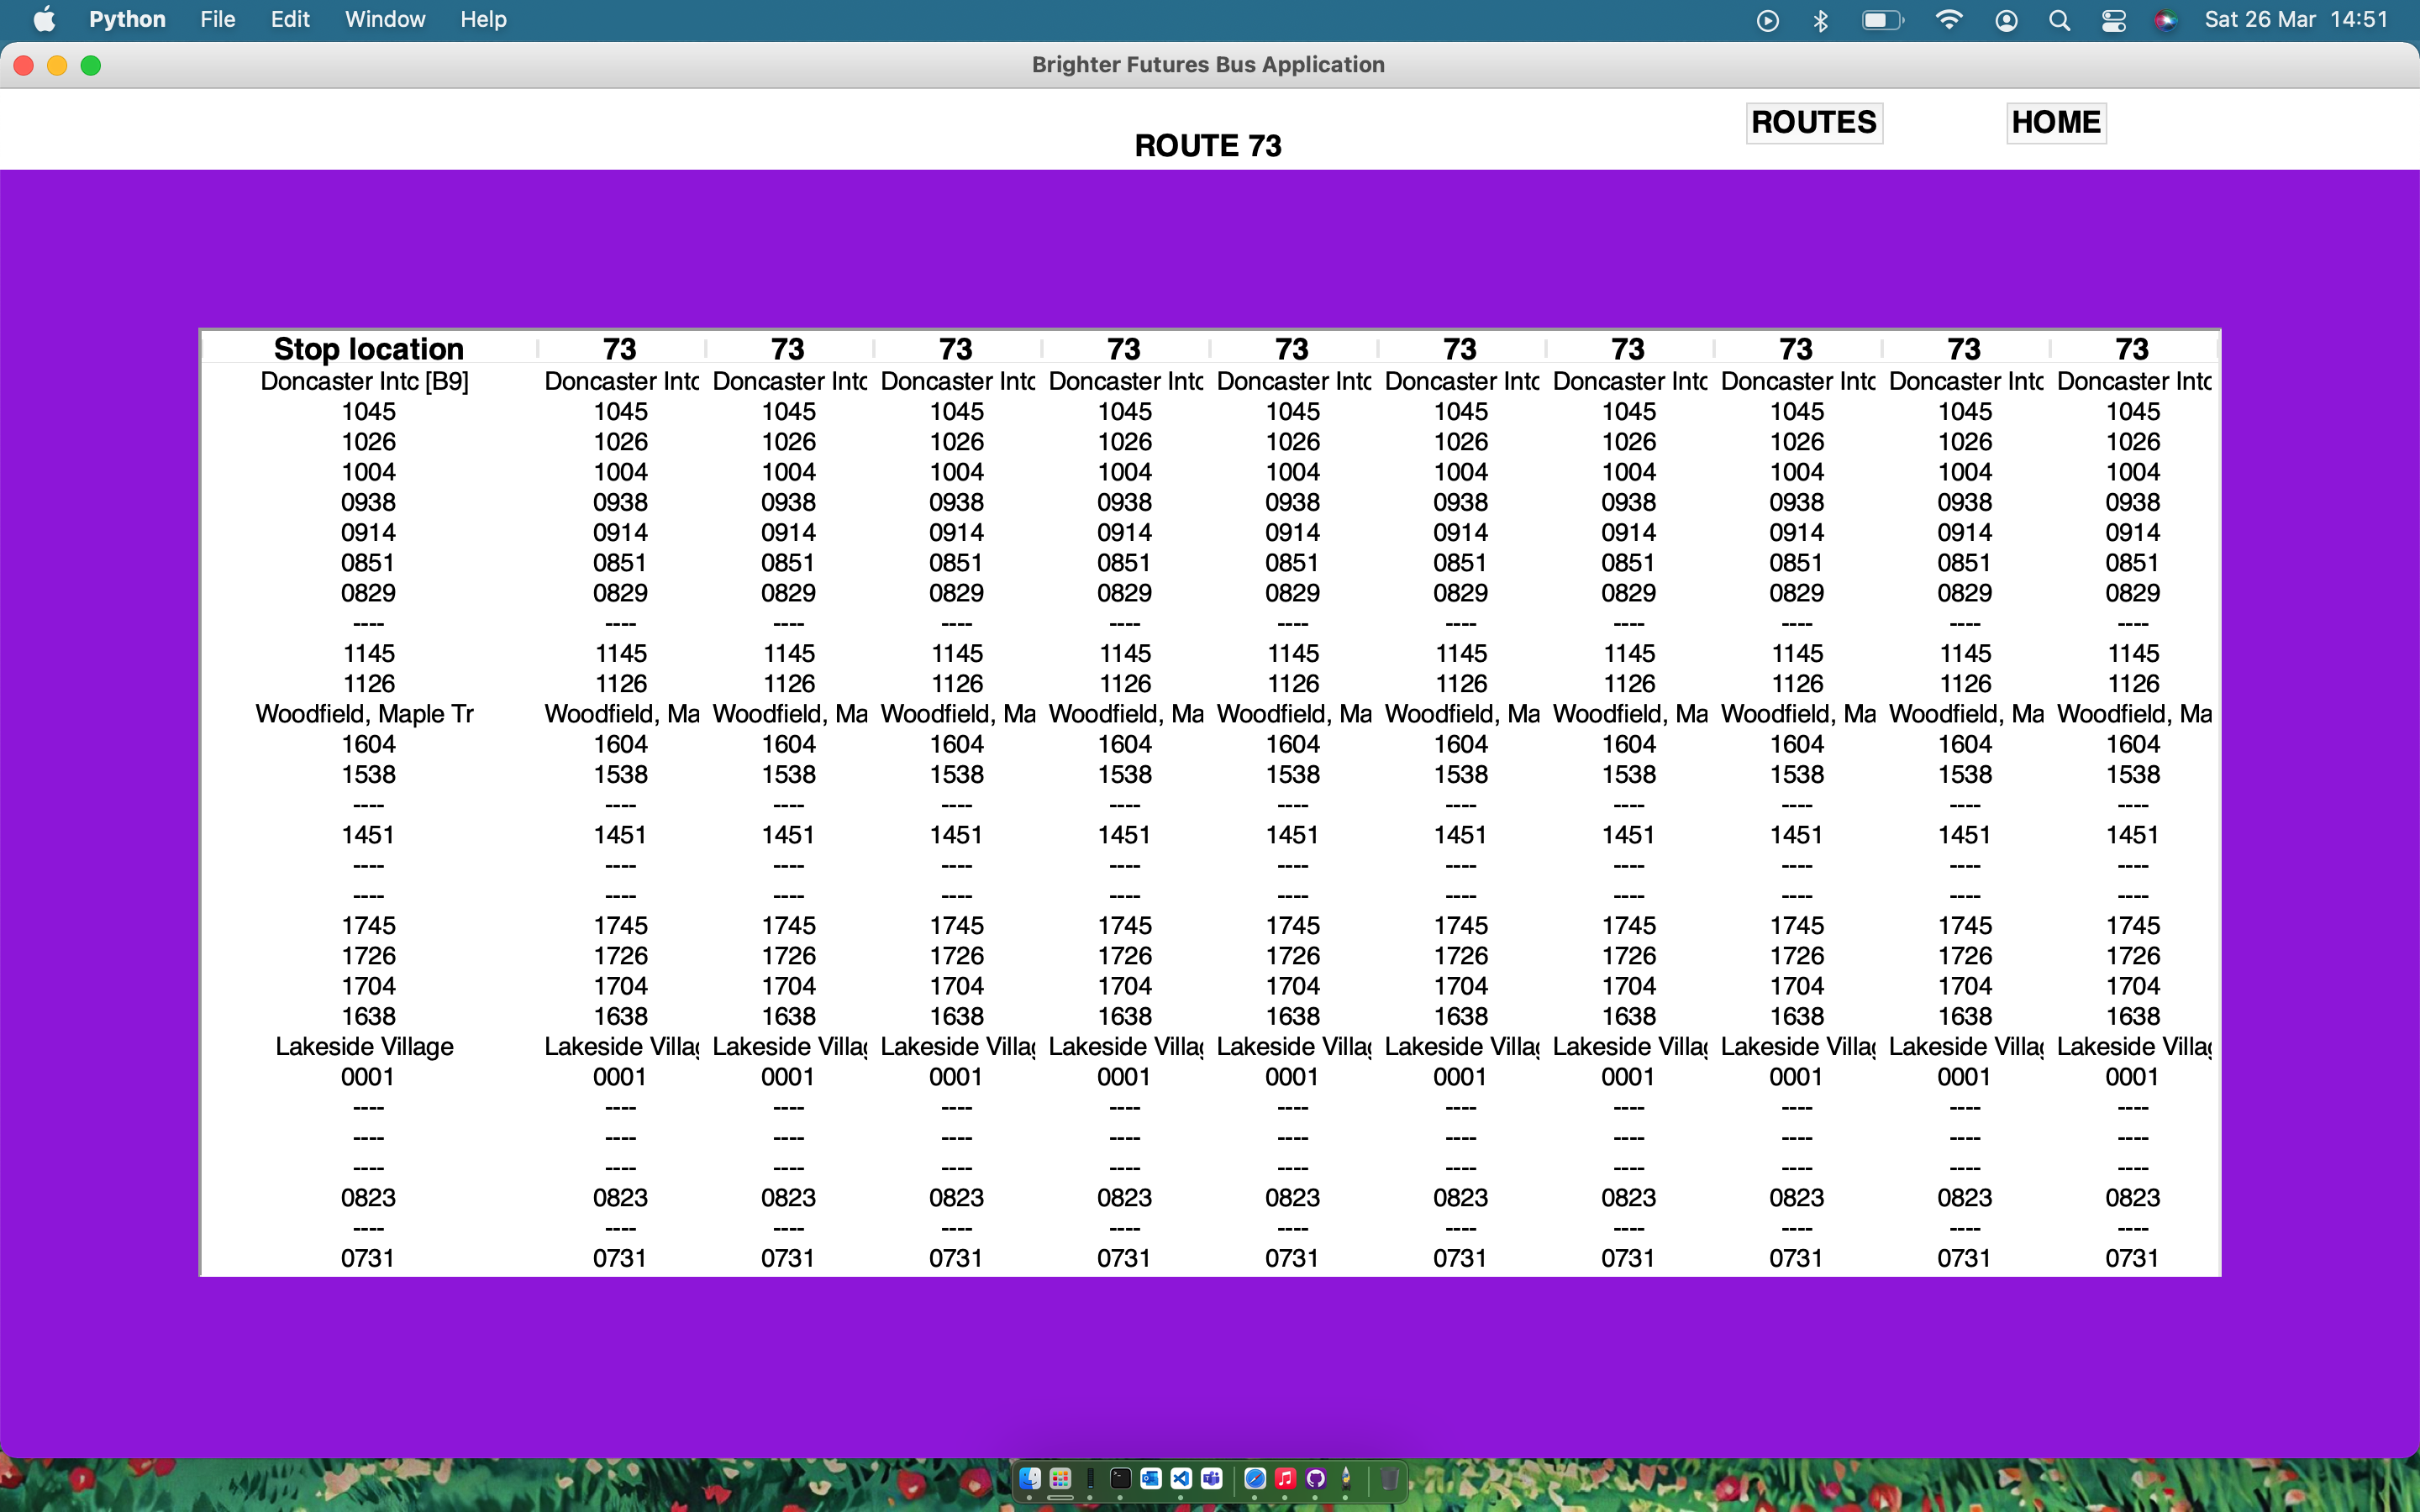 Python File Edit Window Help Sat 26 Mar 14:51
Brighter Futures Bus Application
ROUTES HOME
ROUTE 73
Stop location 73 73 73 73 73 73 73 73 73 73
Doncaster Intc [B9] Doncaster Intc Doncaster Intc Doncaster Intc Doncaster Intc Doncaster Intc Doncaster Intc Doncaster Intc Doncaster Intc Doncaster Intc Doncaster Intc
1045 1045 1045 1045 1045 1045 1045 1045 1045 1045 1045
1026 1026 1026 1026 1026 1026 1026 1026 1026 1026 1026
1004 1004 1004 1004 1004 1004 1004 1004 1004 1004 1004
0938 0938 0938 0938 0938 0938 0938 0938 0938 0938 0938
0914 0914 0914 0914 0914 0914 0914 0914 0914 0914 0914
0851 0851 0851 0851 0851 0851 0851 0851 0851 0851 0851
0829 0829 0829 0829 0829 0829 0829 0829 0829 0829 0829
---- ---- ---- ---- ---- ---- ---- ---- ---- ---- ----
1145 1145 1145 1145 1145 1145 1145 1145 1145 1145 1145
1126 1126 1126 1126 1126 1126 1126 1126 1126 1126 1126
Woodfield, Maple Tr Woodfield, Ma Woodfield, Ma Woodfield, Ma Woodfield, Ma Woodfield, Ma Woodfield, Ma Woodfield, Ma Woodfield, Ma Woodfield, Ma Woodfield, Ma
1604 1604 1604 1604 1604 1604 1604 1604 1604 1604 1604
1538 1538 1538 1538 1538 1538 1538 1538 1538 1538 1538
---- ---- ---- ---- ---- ---- ---- ---- ---- ---- ----
1451 1451 1451 1451 1451 1451 1451 1451 1451 1451 1451
---- ---- ---- ---- ---- ---- ---- ---- ---- ---- ----
---- ---- ---- ---- ---- ---- ---- ---- ---- ---- ----
1745 1745 1745 1745 1745 1745 1745 1745 1745 1745 1745
1726 1726 1726 1726 1726 1726 1726 1726 1726 1726 1726
1704 1704 1704 1704 1704 1704 1704 1704 1704 1704 1704
1638 1638 1638 1638 1638 1638 1638 1638 1638 1638 1638
Lakeside Village Lakeside Villag Lakeside Villag Lakeside Villag Lakeside Villag Lakeside Villag Lakeside Villag Lakeside Villag Lakeside Villag Lakeside Villag Lakeside Villag
0001 0001 0001 0001 0001 0001 0001 0001 0001 0001 0001
---- ---- ---- ---- ---- ---- ---- ---- ---- ---- ----
---- ---- ---- ---- ---- ---- ---- ---- ---- ---- ----
---- ---- ---- ---- ---- ---- ---- ---- ---- ---- ----
0823 0823 0823 0823 0823 0823 0823 0823 0823 0823 0823
---- ---- ---- ---- ---- ---- ---- ---- ---- ---- ----
0731 0731 0731 0731 0731 0731 0731 0731 0731 0731 0731